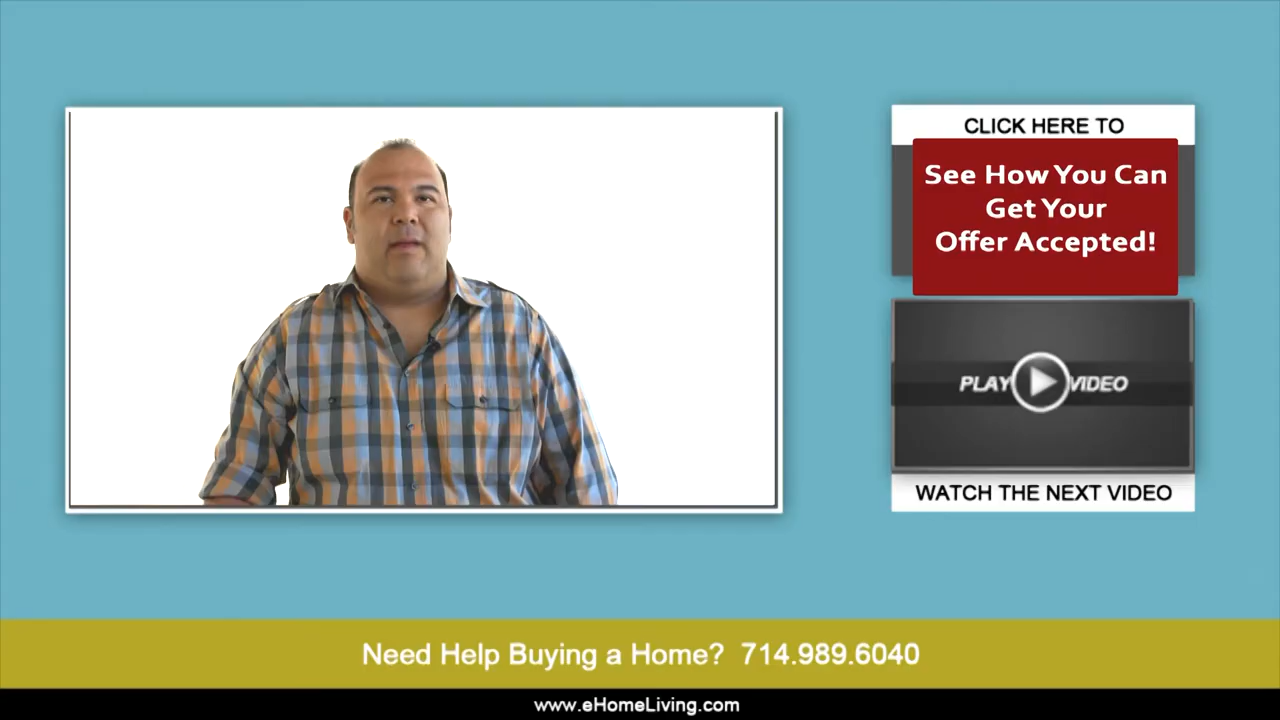 CLICK HERE TO
See How You Can
Get Your
Offer Accepted!
PLAY VIDEO
WATCH THE NEXT VIDEO
Need Help Buying a Home? 714.989.6040
www.eHomeLiving.com